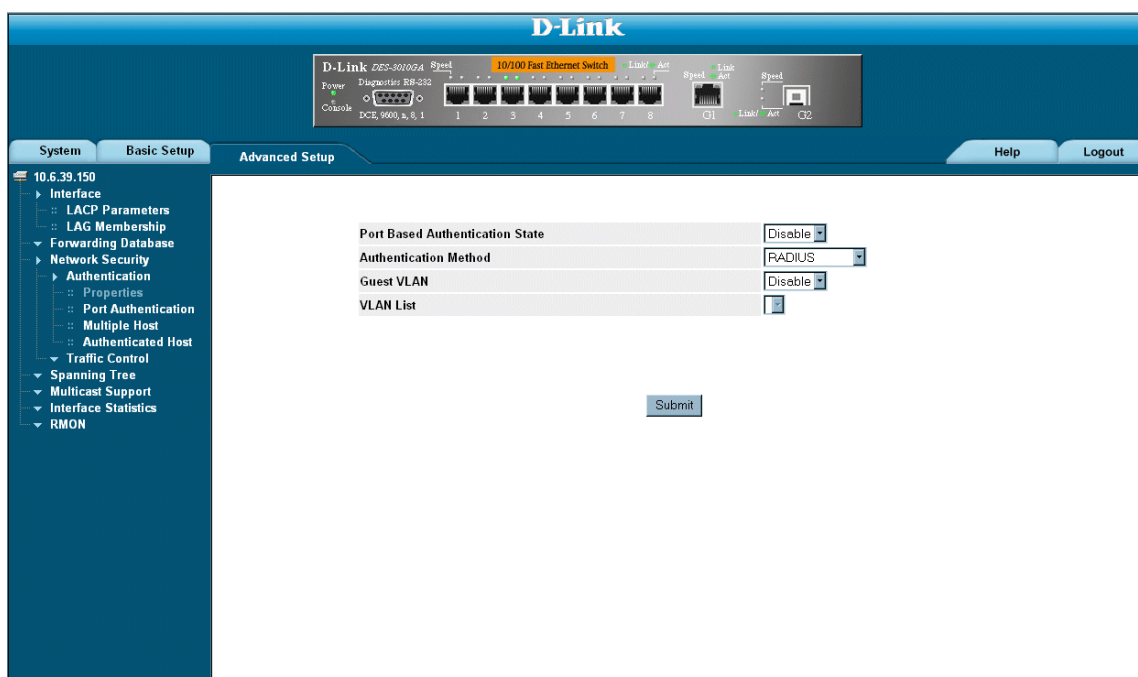 D-Link
D-Link DES-3010GA Speed 10/100 Fast Ethernet Switch Link/ Act
Power Diagnostics RS-232
Console
DCE, 9600, n, 8, 1
1 2 3 4 5 6 7 8
Speed Link Act
G1
Speed
Link/ Act G2
System Basic Setup Advanced Setup Help Logout
10.6.39.150
Interface
LACP Parameters
LAG Membership
Forwarding Database
Network Security
Authentication
Properties
Port Authentication
Multiple Host
Authenticated Host
Traffic Control
Spanning Tree
Multicast Support
Interface Statistics
RMON
Port Based Authentication State Disable
Authentication Method RADIUS
Guest VLAN Disable
VLAN List
Submit